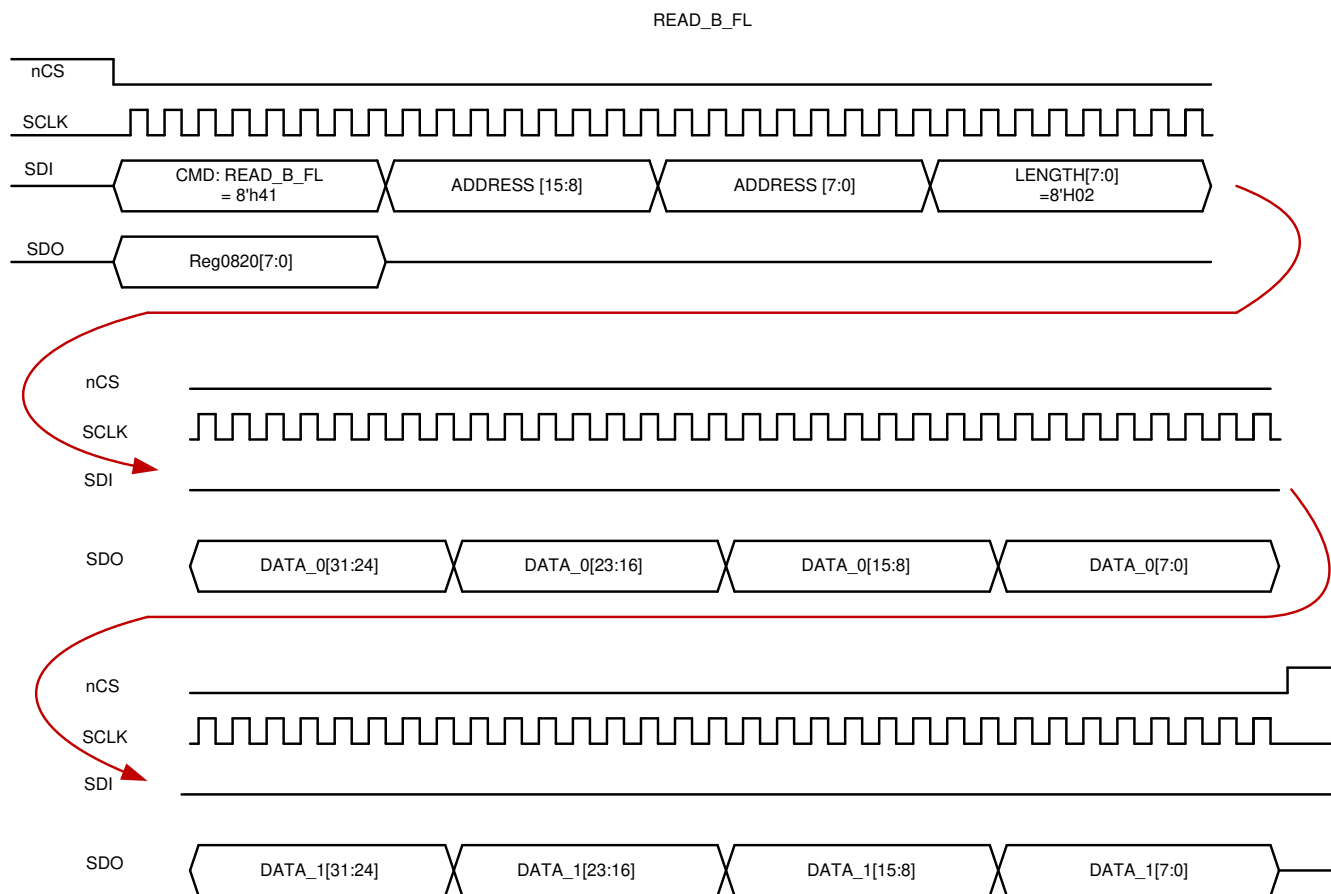 READ_B_FL
nCS
SCLK
SDI
CMD: READ_B_FL
= 8'h41
ADDRESS [15:8]
ADDRESS [7:0]
LENGTH[7:0]
=8'H02
SDO
Reg0820[7:0]
nCS
SCLK
SDI
SDO
DATA_0[31:24]
DATA_0[23:16]
DATA_0[15:8]
DATA_0[7:0]
nCS
SCLK
SDI
SDO
DATA_1[31:24]
DATA_1[23:16]
DATA_1[15:8]
DATA_1[7:0]